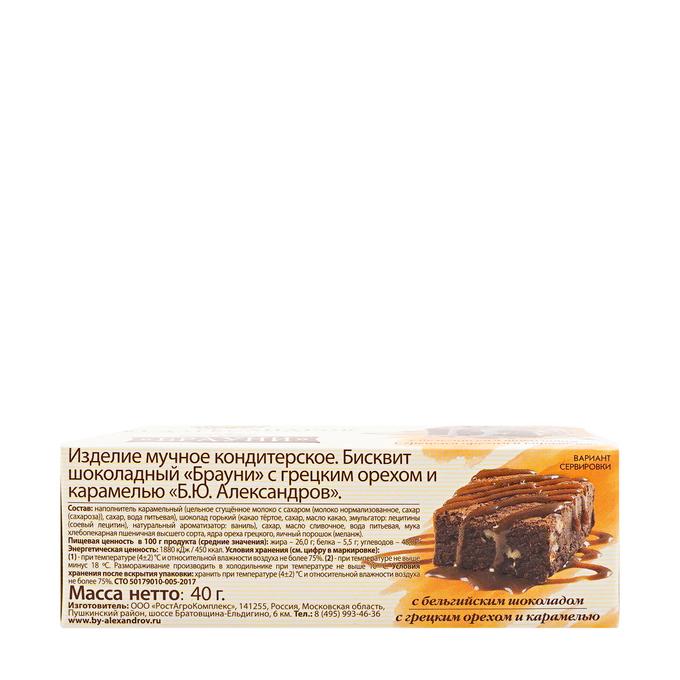 Изделие мучное кондитерское. Бисквит
шоколадный «Брауни» с грецким орехом и
карамелью «Б.Ю. Александров».
Состав: наполнитель карамельный (цельное сгущённое молоко с сахаром (молоко нормализованное, сахар
(сахароза)), сахар, вода питьевая), шоколад горький (какао тёртое, сахар, масло какао, эмульгатор: лецитины
(соевый лецитин), натуральный ароматизатор: ваниль), сахар, масло сливочное, вода питьевая, мука
хлебопекарная пшеничная высшего сорта, ядра ореха грецкого, яичный порошок (меланж).
Пищевая ценность в 100 г продукта (средние значения): жира – 26,0 г; белка – 5,5 г; углеводов –
Энергетическая ценность: 1880 кДж / 450 ккал. Условия хранения (см. цифру в маркировке):
(1) - при температуре (4±2) °С и относительной влажности воздуха не более 75%. (2) - при температуре не выше
минус 18 ºС. Размораживание производить в холодильнике при температуре не выше Условия
хранения после вскрытия упаковки: хранить при температуре (4±2) °С и относительной влажности воздуха
не более 75%. СТО 50179010-005-2017
Масса нетто: 40 г.
Изготовитель: ООО «РостАгроКомплекс», 141255, Россия, Московская область,
Пушкинский район, шоссе Братовщина-Ельдигино, 6 км. Тел.: 8 (495) 993-46-36
www.by-alexandrov.ru
ВАРИАНТ
СЕРВИРОВКИ
с бельгийским шоколадом
с грецким орехом и карамелью